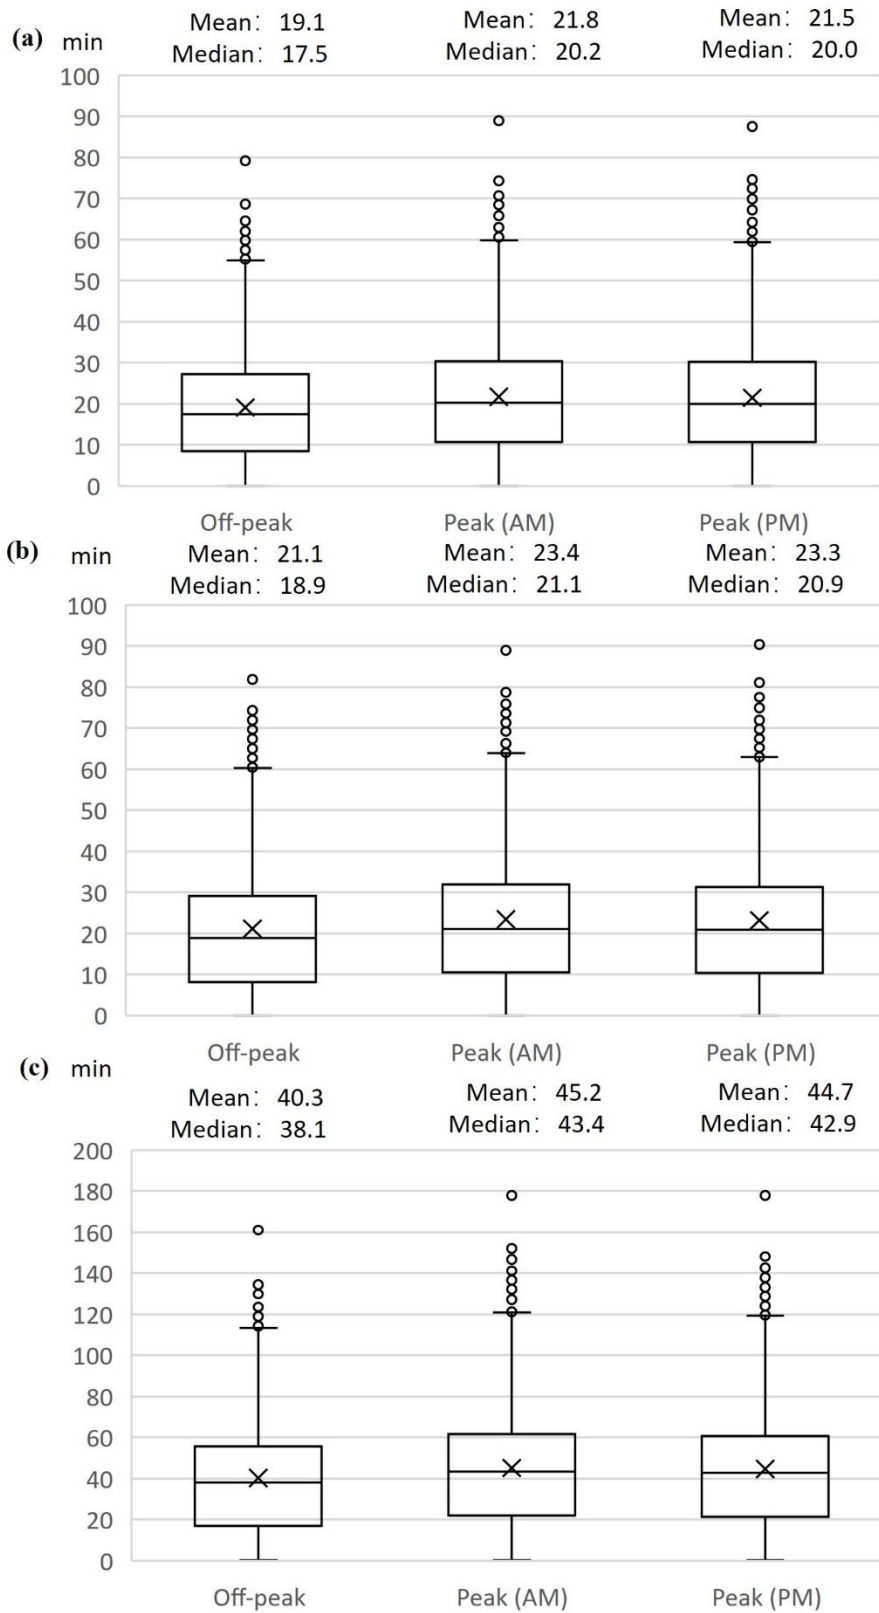 (a) min
Mean: 19.1 Mean: 21.8 Mean: 21.5
Median: 17.5 Median: 20.2 Median: 20.0
100
90
80
70
60
50
40
30
20
10
0
Off-peak Peak (AM) Peak (PM)
(b) min
Mean: 21.1 Mean: 23.4 Mean: 23.3
Median: 18.9 Median: 21.1 Median: 20.9
100
90
80
70
60
50
40
30
20
10
0
Off-peak Peak (AM) Peak (PM)
(c) min
Mean: 40.3 Mean: 45.2 Mean: 44.7
Median: 38.1 Median: 43.4 Median: 42.9
200
180
160
140
120
100
80
60
40
20
0
Off-peak Peak (AM) Peak (PM)